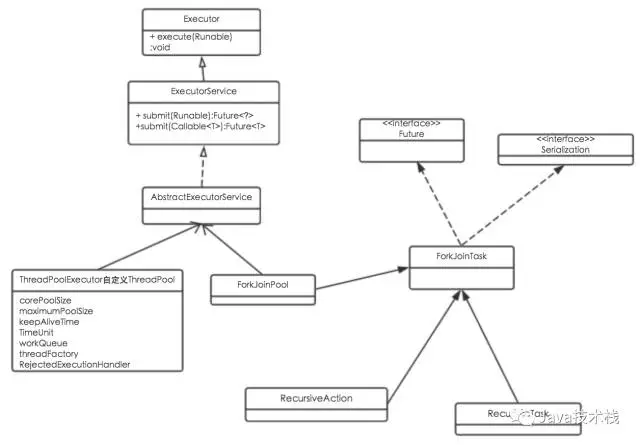 Executor
+ execute(Runable)
:void
ExecutorService
+ submit(Runable):Future<?>
+submit(Callable<T>):Future<T>
<<interface>>
Future
<<interface>>
Serialization
AbstractExecutorService
ThreadPoolExecutor自定义ThreadPool
corePoolSize
maximumPoolSize
keepAliveTime
TimeUnit
workQueue
threadFactory
RejectedExecutionHandler
ForkJoinPool
ForkJoinTask
RecursiveAction
Java技术栈